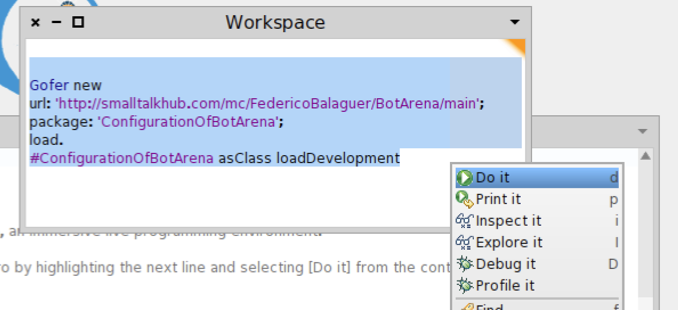 Workspace
Gofer new
url: 'http://smalltalkhub.com/mc/FedericoBalaguer/BotArena/main';
package: 'ConfigurationOfBotArena';
load.
#ConfigurationOfBotArena asClass loadDevelopment
Do it d
Print it p
Inspect it i
Explore it I
Debug it D
Profile it
Find f
, an immersive live programming environment.
ro by highlighting the next line and selecting [Do it] from the cont